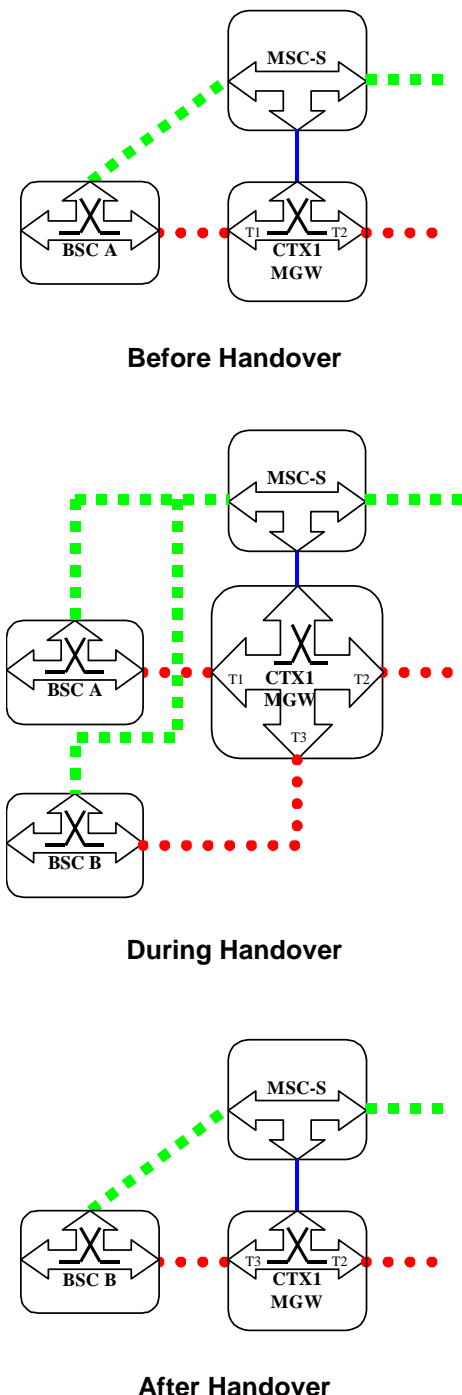 MSC-S
T1
T2
BSC A
CTX1
MGW
Before Handover
MSC-S
T1
CTX1
T2
BSC A
MGW
T3
BSC B
During Handover
MSC-S
T3
T2
BSC B
CTX1
MGW
After Handover